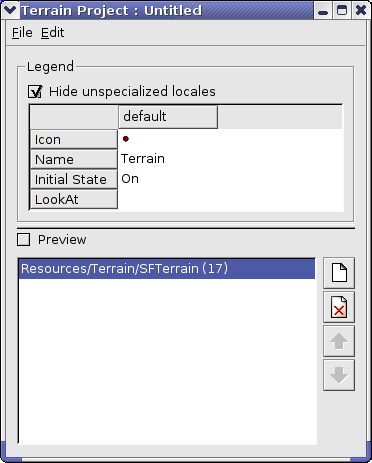 Terrain Project : Untitled
File Edit
Legend
Hide unspecialized locales
default
Icon
Name Terrain
Initial State On
LookAt
Preview
Resources/Terrain/SFTerrain (17)